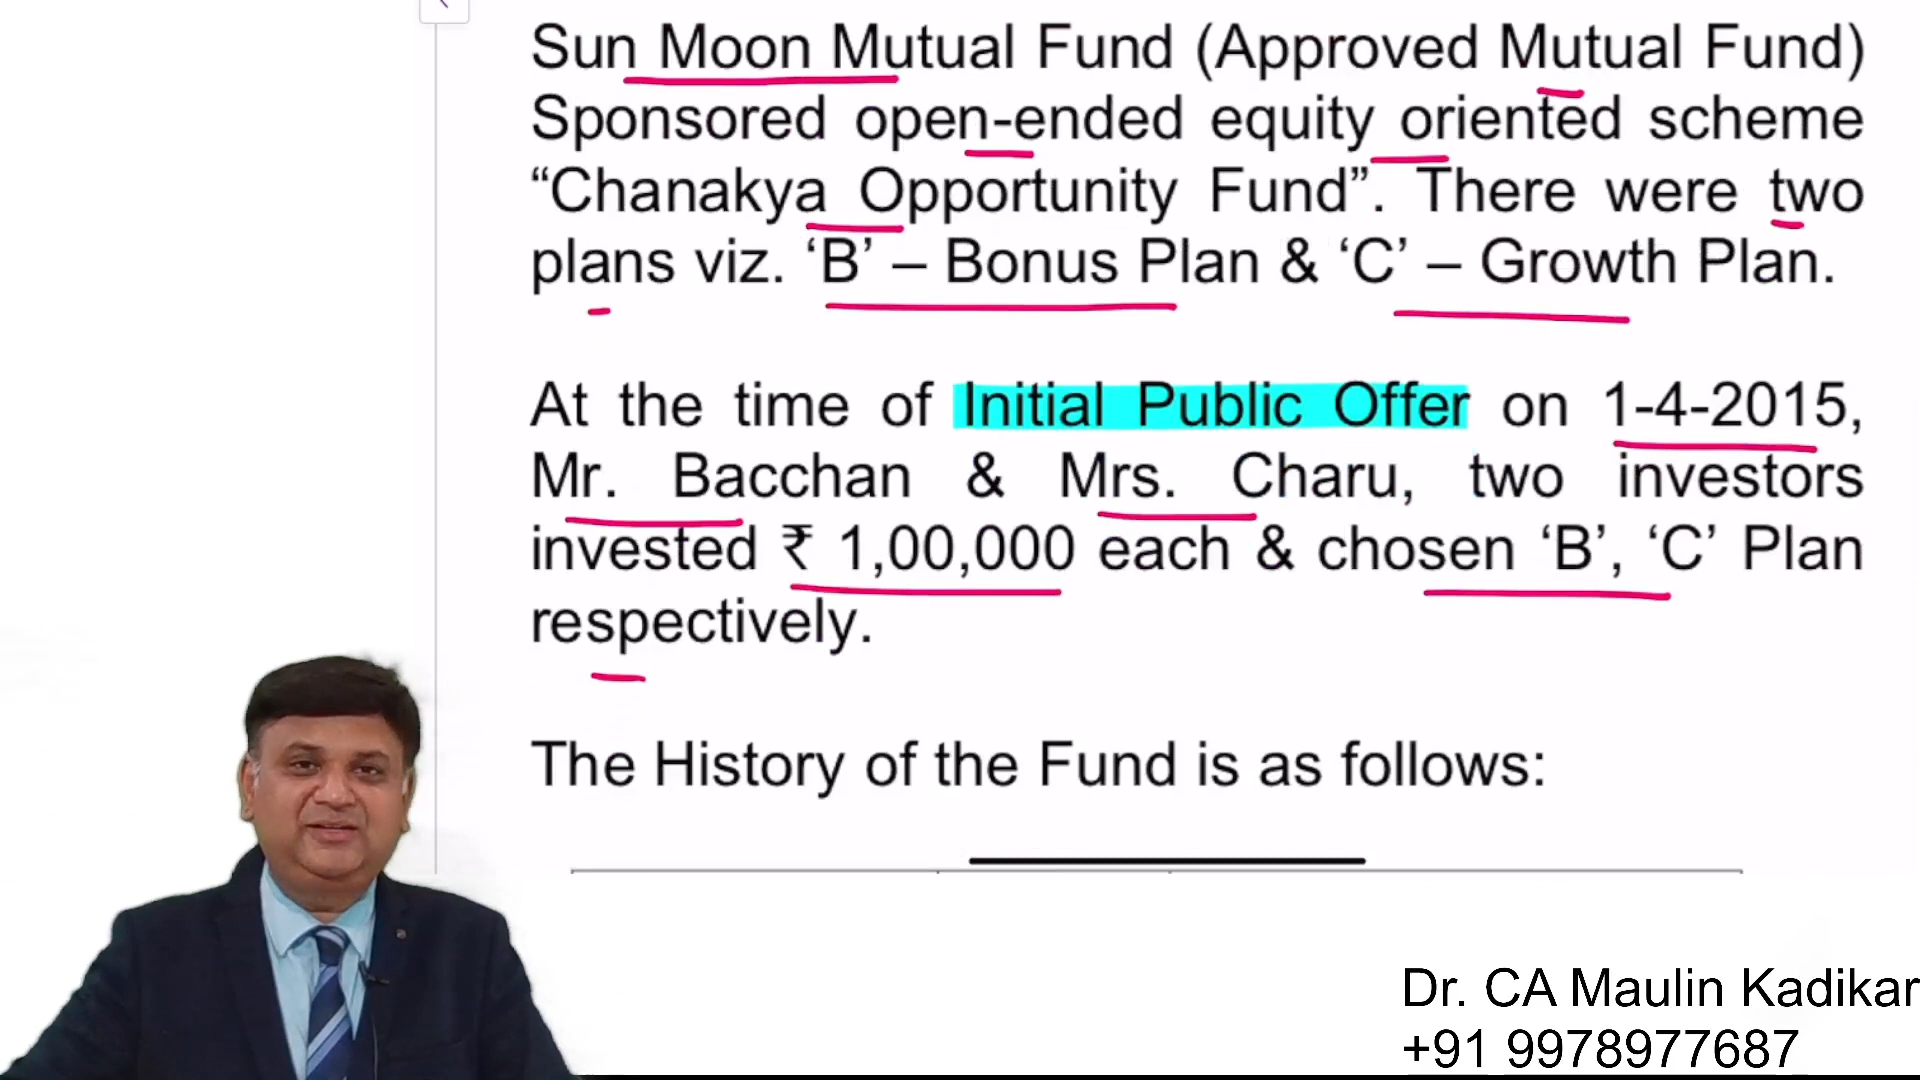 Sun Moon Mutual Fund (Approved Mutual Fund)
Sponsored open-ended equity oriented scheme
“Chanakya Opportunity Fund”. There were two
plans viz. ‘B’ – Bonus Plan & ‘C’ – Growth Plan.
At the time of Initial Public Offer on 1-4-2015,
Mr. Bacchan & Mrs. Charu, two investors
invested ₹ 1,00,000 each & chosen ‘B’, ‘C’ Plan
respectively.
The History of the Fund is as follows:
Dr. CA Maulin Kadikar
+91 9978977687